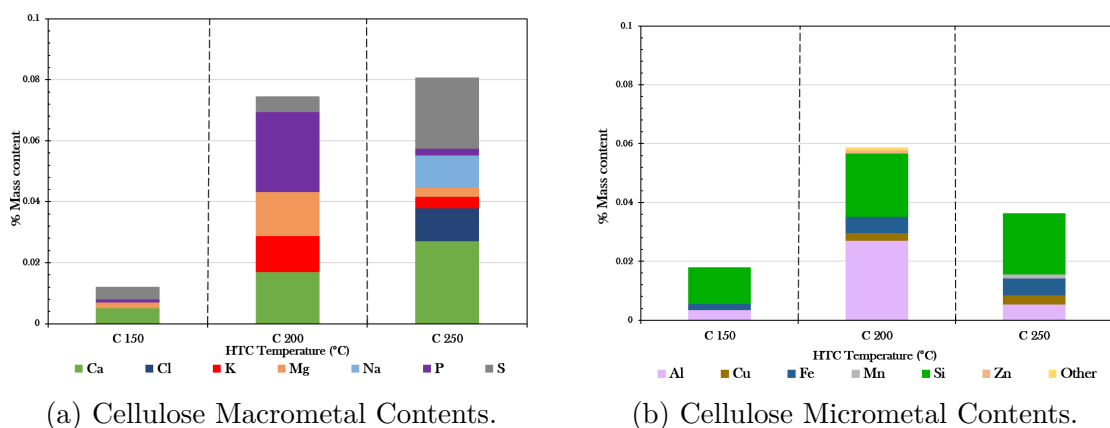 0.1
0.08
0.06
0.04
0.02
0
% Mass content
C 150
C 200
C 250
HTC Temperature (°C)
Ca
Cl
K
Mg
Na
P
S
(a) Cellulose Macrometal Contents.
0.1
0.08
0.06
0.04
0.02
0
% Mass content
C 150
C 200
C 250
HTC Temperature (°C)
Al
Cu
Fe
Mn
Si
Zn
Other
(b) Cellulose Micrometal Contents.